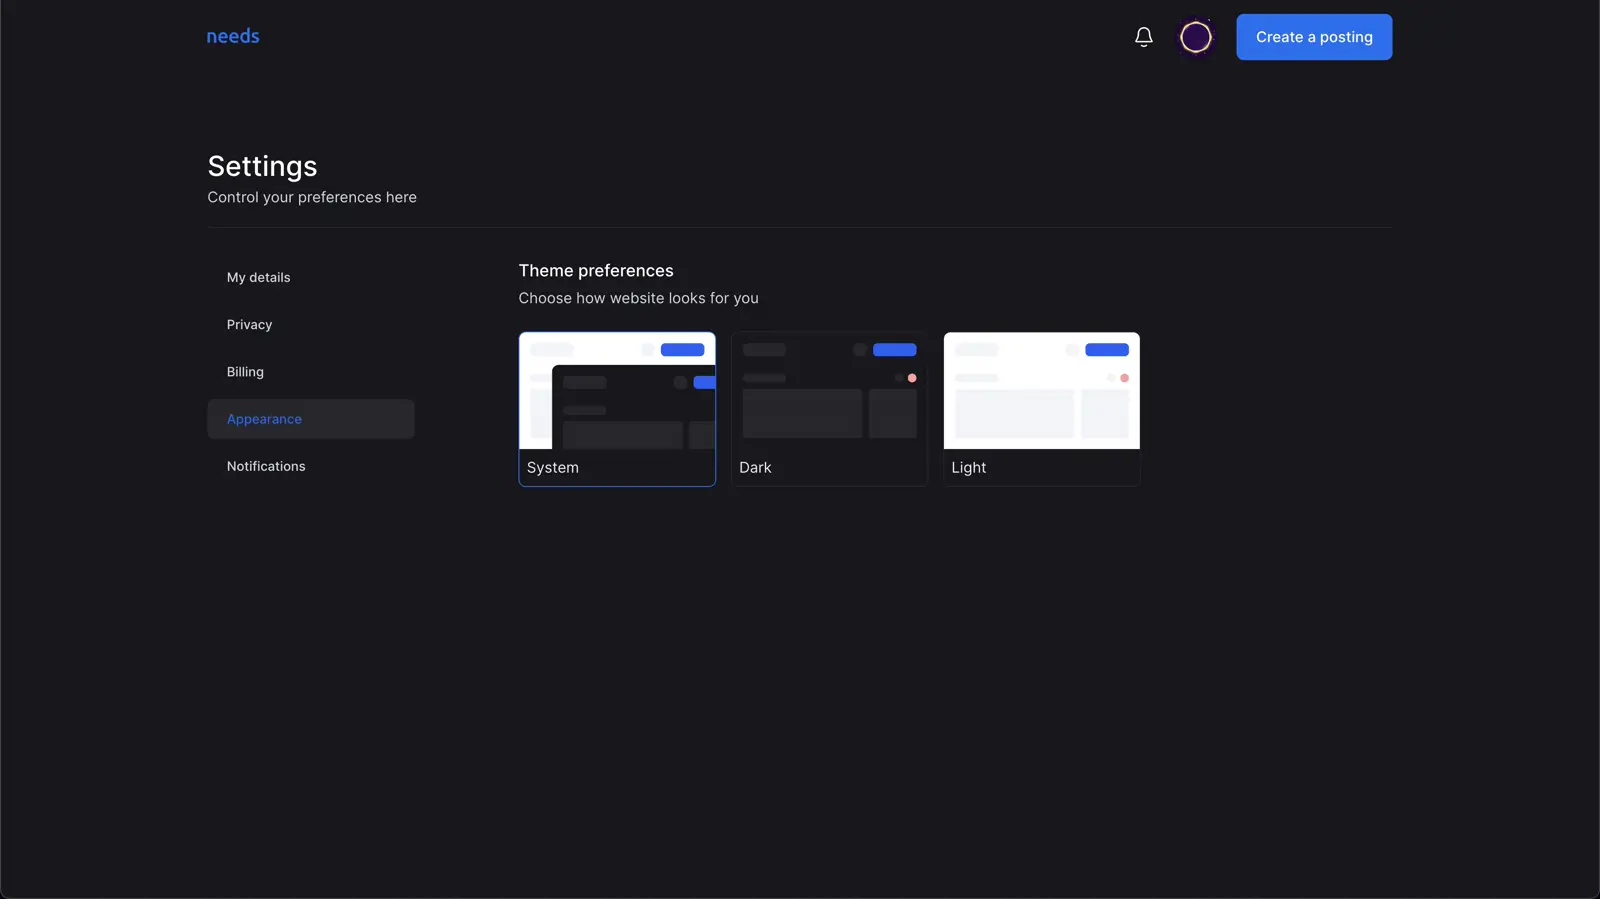 needs
Create a posting
Settings
Control your preferences here
My details
Privacy
Billing
Appearance
Notifications
Theme preferences
Choose how website looks for you
System
Dark
Light